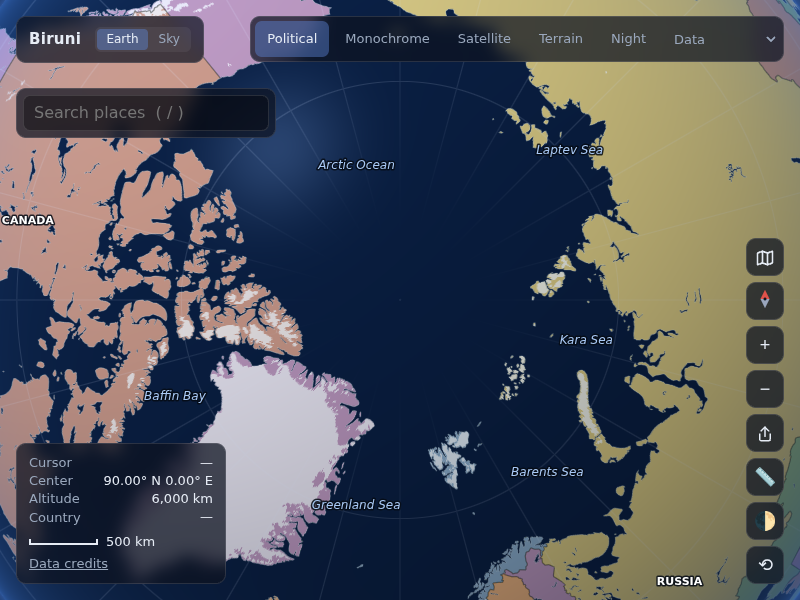 Biruni
Earth
Sky
Political
Monochrome
Satellite
Terrain
Night
Data
Search places ( / )
Arctic Ocean
Laptev Sea
CANADA
Kara Sea
Baffin Bay
Barents Sea
Greenland Sea
RUSSIA
Cursor —
Center 90.00° N 0.00° E
Altitude 6,000 km
Country —
500 km
Data credits